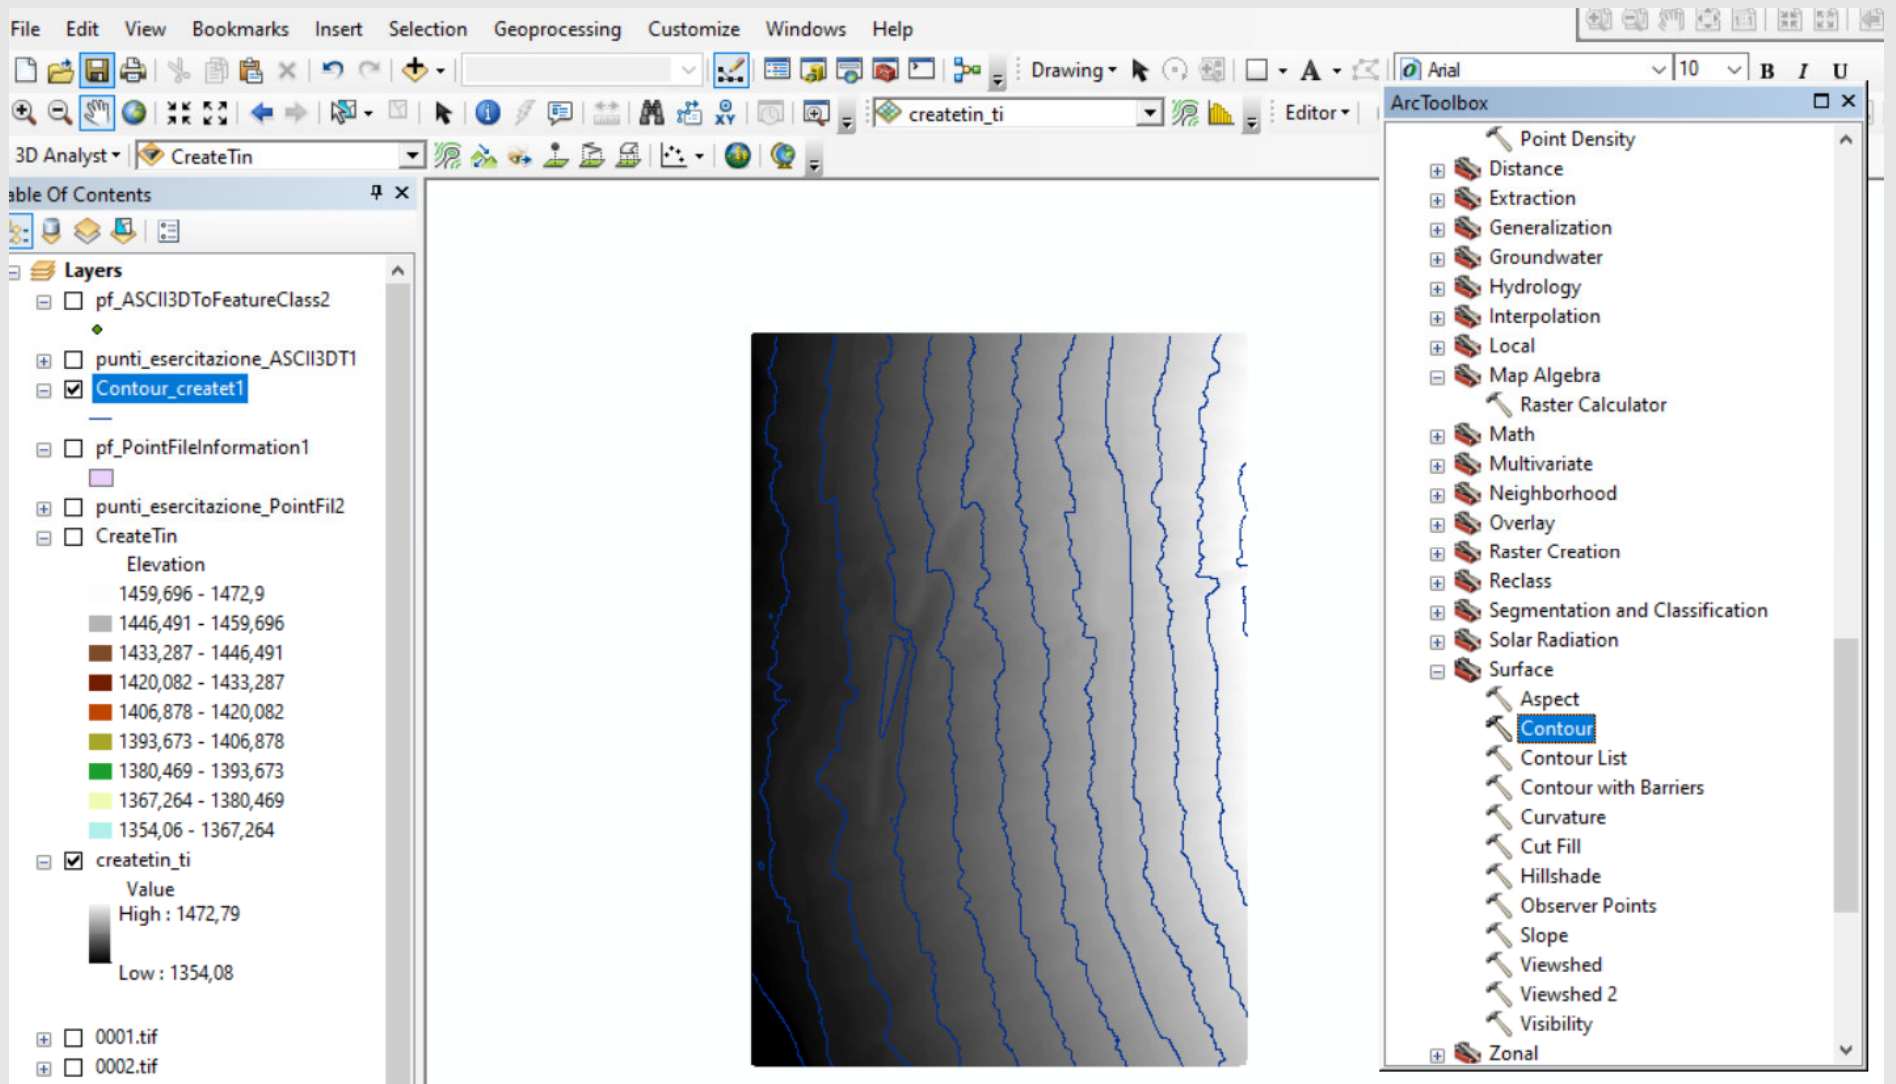 File Edit View Bookmarks Insert Selection Geoprocessing Customize Windows Help
Drawing A Arial 10 B I U
XY createtin_ti Editor
3D Analyst CreateTin
able Of Contents
Layers
pf_ASCII3DToFeatureClass2
punti_esercitazione_ASCII3DT1
Contour_createt1
pf_PointFileInformation1
punti_esercitazione_PointFil2
CreateTin
Elevation
1459,696 - 1472,9
1446,491 - 1459,696
1433,287 - 1446,491
1420,082 - 1433,287
1406,878 - 1420,082
1393,673 - 1406,878
1380,469 - 1393,673
1367,264 - 1380,469
1354,06 - 1367,264
createtin_ti
Value
High : 1472,79
Low : 1354,08
0001.tif
0002.tif
ArcToolbox
Point Density
Distance
Extraction
Generalization
Groundwater
Hydrology
Interpolation
Local
Map Algebra
Raster Calculator
Math
Multivariate
Neighborhood
Overlay
Raster Creation
Reclass
Segmentation and Classification
Solar Radiation
Surface
Aspect
Contour
Contour List
Contour with Barriers
Curvature
Cut Fill
Hillshade
Observer Points
Slope
Viewshed
Viewshed 2
Visibility
Zonal